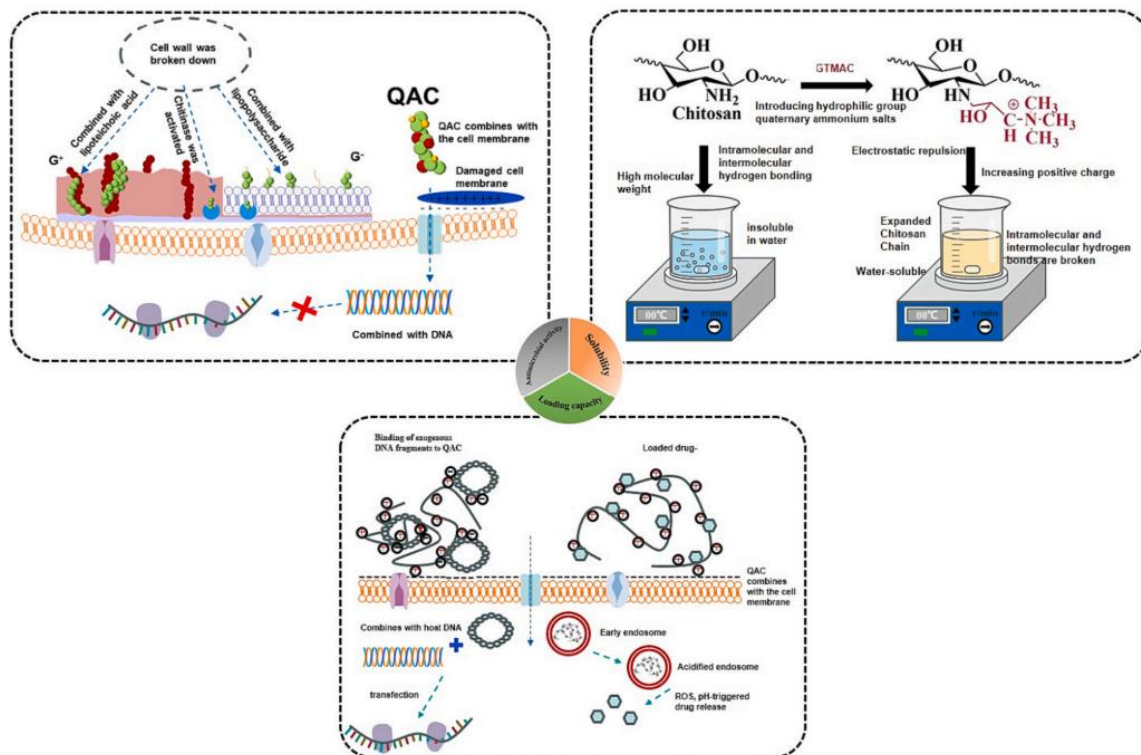 Cell wall was
broken down
Combined with
lipoteichoic acid
Chitinase was
activated
Combined with
lipopolysaccharide
G⁺
G⁻
QAC
QAC combines with
the cell membrane
Damaged cell
membrane
Combined with DNA
OH
O
HO
NH₂
O
Chitosan
GTMAC
Introducing hydrophilic group
quaternary ammonium salts
OH
O
HO
HN
O
HO
C
H
+
N
CH₃
CH₃
CH₃
Intramolecular and
intermolecular
hydrogen bonding
High molecular
weight
insoluble
in water
00℃
r/min
Electrostatic repulsion
Increasing positive charge
Expanded
Chitosan
Chain
Water-soluble
Intramolecular and
intermolecular hydrogen
bonds are broken
00℃
r/min
Antimicrobial activity
Solubility
Loading capacity
Binding of exogenous
DNA fragments to QAC
Loaded drug-
QAC
combines
with the cell
membrane
Combines with host DNA
Early endosome
Acidified endosome
transfection
ROS, pH-triggered
drug release